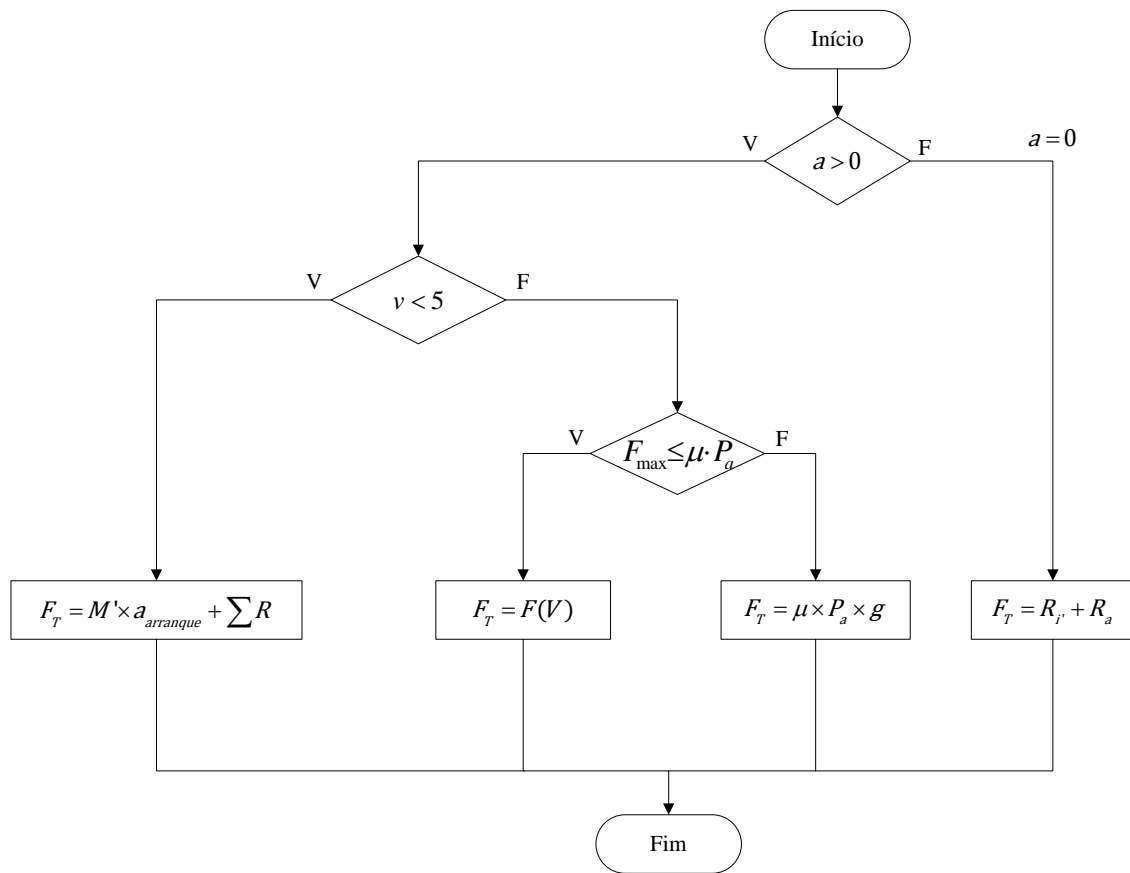 Início
V
a > 0
F
a = 0
V
v < 5
F
V
F_max ≤ μ· P_a
F
F_T = M'× a_arranque + ∑ R
F_T = F(V)
F_T = μ × P_a × g
F_T = R_i' + R_a
Fim